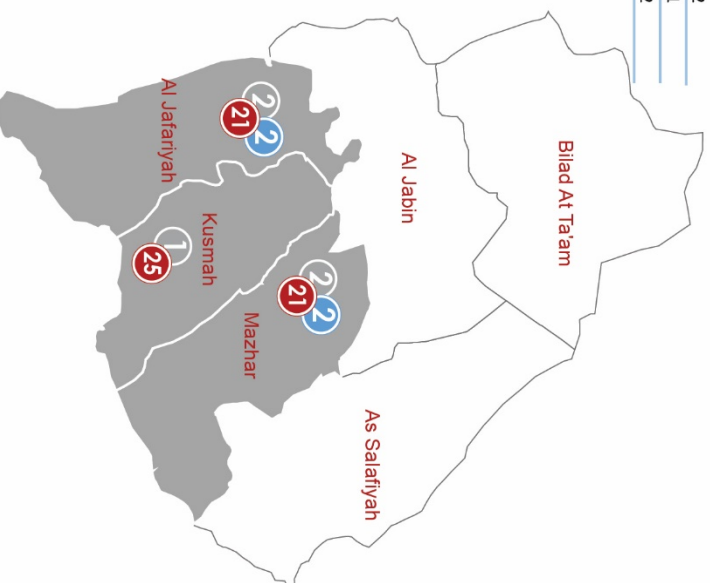 Bilad At Ta'am
Al Jabin
As Salafiyah
Mazhar
2
2
21
Kusmah
1
25
Al Jafariyah
2
2
21